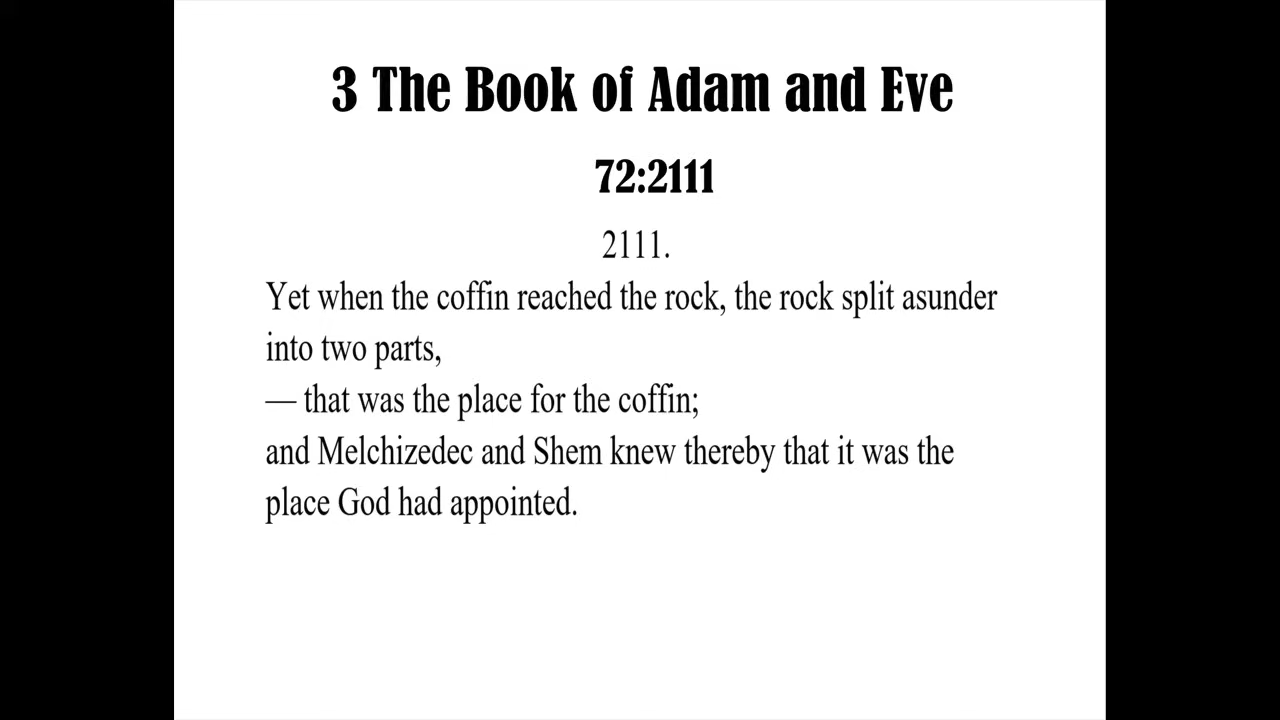 3 The Book of Adam and Eve
72:2111
2111.
Yet when the coffin reached the rock, the rock split asunder
into two parts,
— that was the place for the coffin;
and Melchizedec and Shem knew thereby that it was the
place God had appointed.